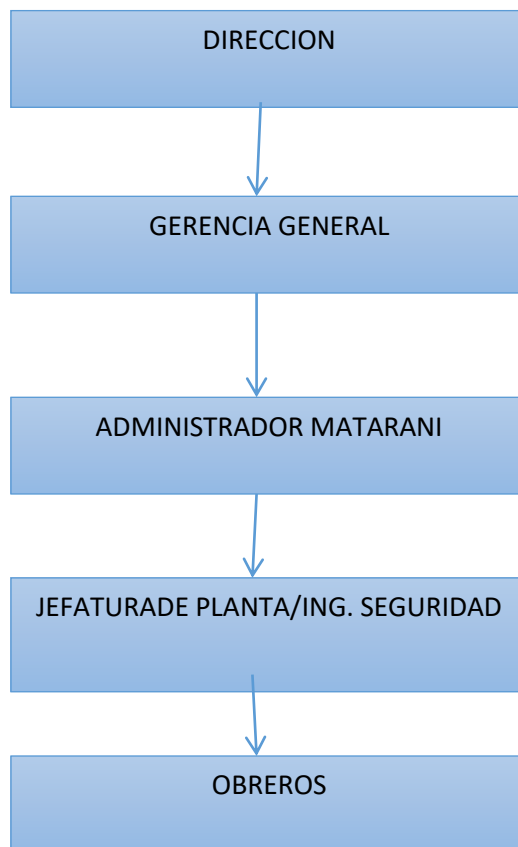 DIRECCION
GERENCIA GENERAL
ADMINISTRADOR MATARANI
JEFATURADE PLANTA/ING. SEGURIDAD
OBREROS